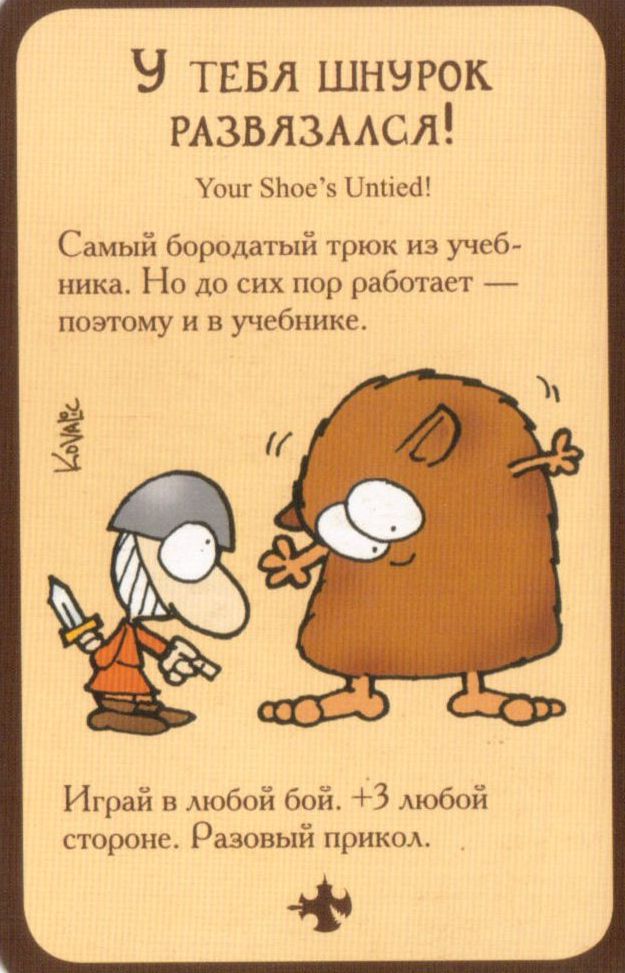 У ТЕБЯ ШНУРОК
РАЗВЯЗАЛСЯ!
Your Shoe's Untied!
Самый бородатый трюк из учеб-
ника. Но до сих пор работает —
поэтому и в учебнике.
KOVALIC
Играй в любой бой. +3 любой
стороне. Разовый прикол.